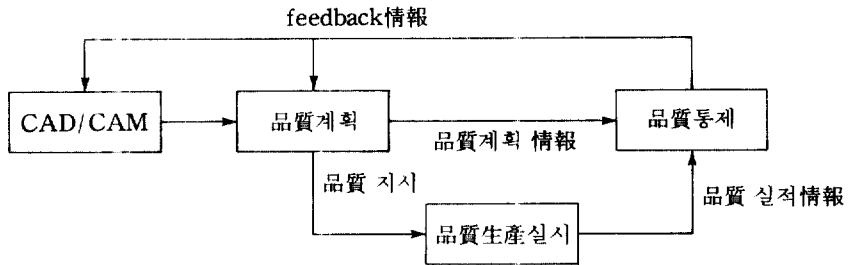 feedback情報
CAD/CAM
品質계획
品質통제
品質계획 情報
品質 지시
品質 실적情報
品質生産실시